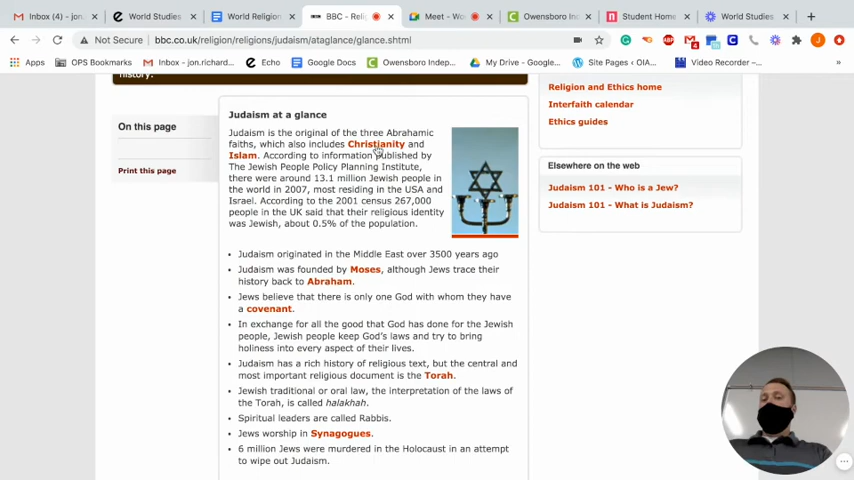 Inbox (4) - jon.
World Studies
World Religion
BBC - Reli
Meet - Wo
Owensboro Ind
Student Home
World Studies
Not Secure
bbc.co.uk/religion/religions/judaism/ataglance/glance.shtml
4
J
Apps
OPS Bookmarks
Inbox - jon.richard...
Echo
Google Docs
Owensboro Indep...
My Drive - Google...
Site Pages - OIA...
Video Recorder –...
history.
On this page
Print this page
Judaism at a glance
Judaism is the original of the three Abrahamic
faiths, which also includes Christianity and
Islam. According to information published by
The Jewish People Policy Planning Institute,
there were around 13.1 million Jewish people in
the world in 2007, most residing in the USA and
Israel. According to the 2001 census 267,000
people in the UK said that their religious identity
was Jewish, about 0.5% of the population.
• Judaism originated in the Middle East over 3500 years ago
• Judaism was founded by Moses, although Jews trace their
history back to Abraham.
• Jews believe that there is only one God with whom they have
a covenant.
• In exchange for all the good that God has done for the Jewish
people, Jewish people keep God's laws and try to bring
holiness into every aspect of their lives.
• Judaism has a rich history of religious text, but the central and
most important religious document is the Torah.
• Jewish traditional or oral law, the interpretation of the laws of
the Torah, is called halakhah.
• Spiritual leaders are called Rabbis.
• Jews worship in Synagogues.
• 6 million Jews were murdered in the Holocaust in an attempt
to wipe out Judaism.
Religion and Ethics home
Interfaith calendar
Ethics guides
Elsewhere on the web
Judaism 101 - Who is a Jew?
Judaism 101 - What is Judaism?